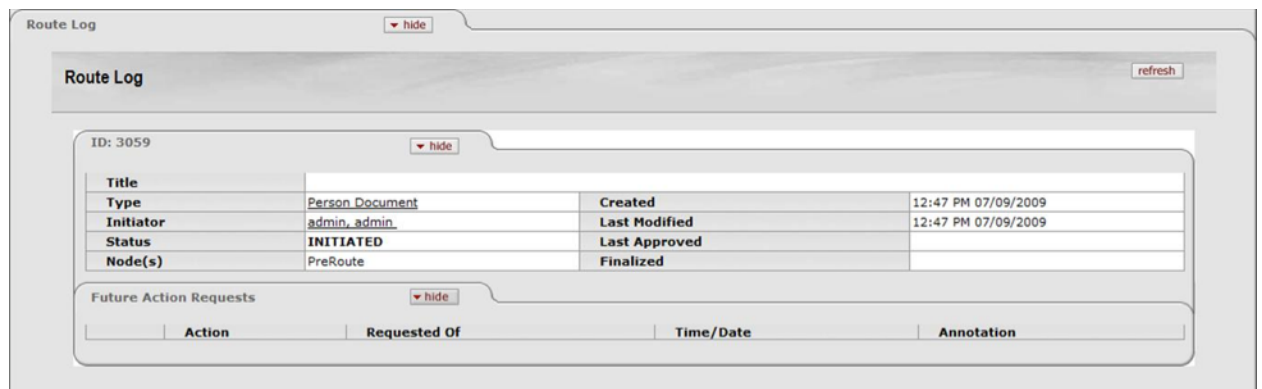 Route Log hide
Route Log refresh
ID: 3059 hide
Title
Type Person Document Created 12:47 PM 07/09/2009
Initiator admin, admin Last Modified 12:47 PM 07/09/2009
Status INITIATED Last Approved
Node(s) PreRoute Finalized
Future Action Requests hide
Action Requested Of Time/Date Annotation